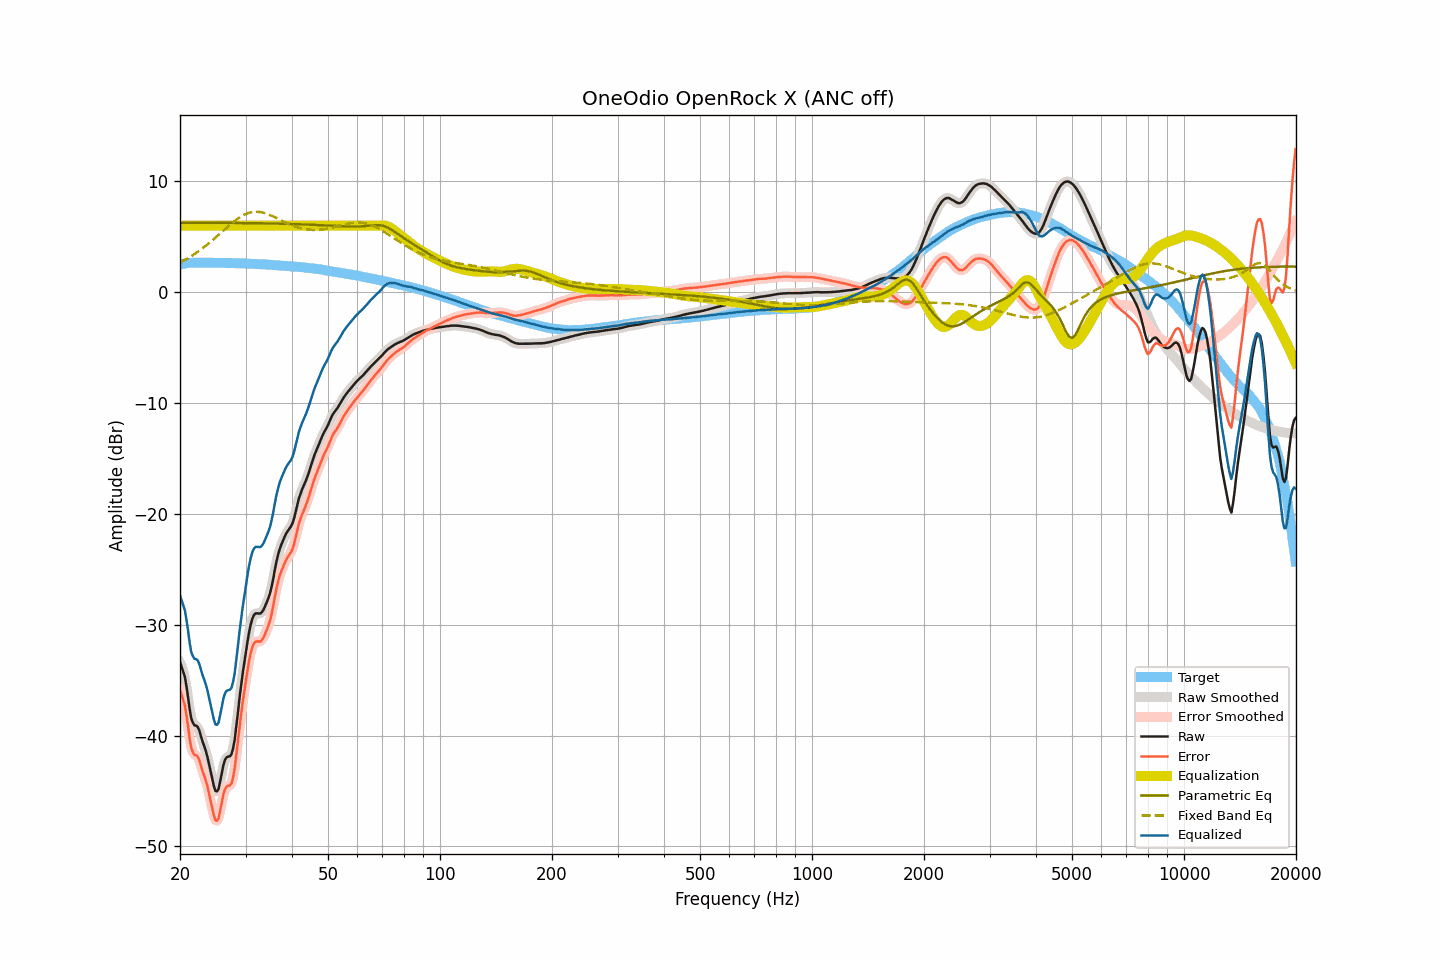 OneOdio OpenRock X (ANC off)
10
0
−10
−20
−30
−40
−50
Amplitude (dBr)
20
50
100
200
500
1000
2000
5000
10000
20000
Frequency (Hz)
Target
Raw Smoothed
Error Smoothed
Raw
Error
Equalization
Parametric Eq
Fixed Band Eq
Equalized